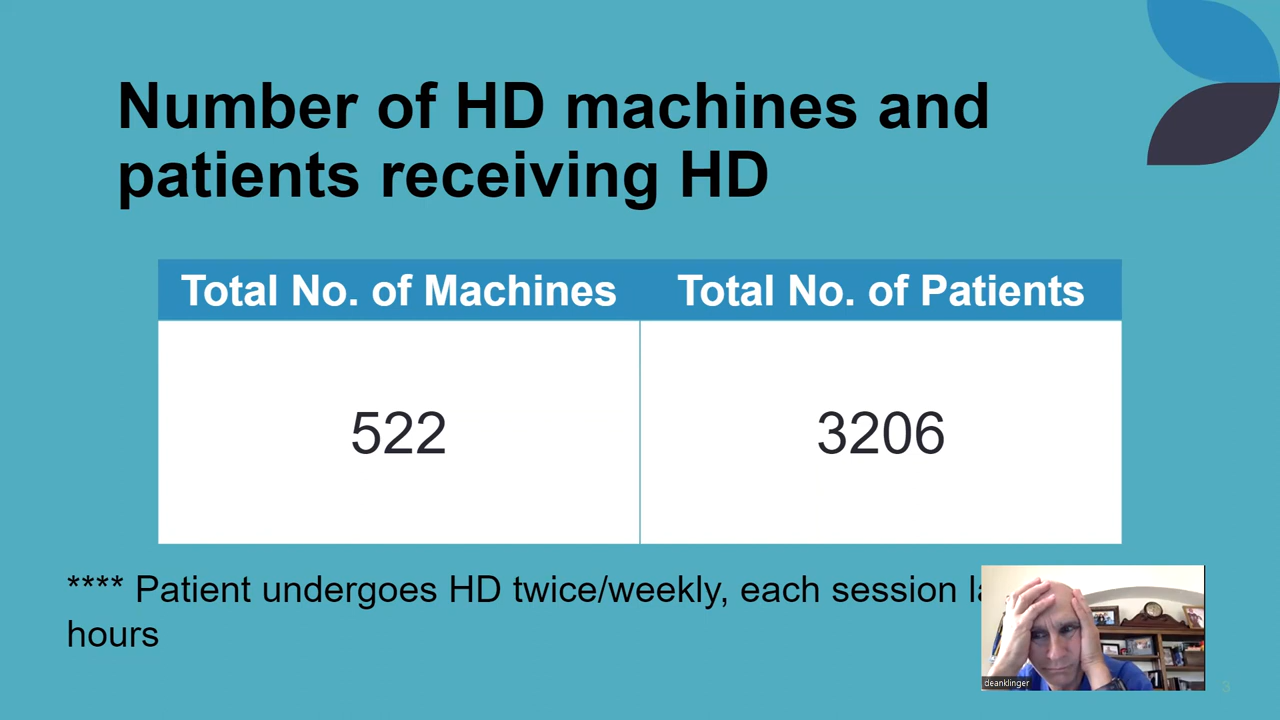 Number of HD machines and
patients receiving HD
Total No. of Machines
Total No. of Patients
522
3206
**** Patient undergoes HD twice/weekly, each session
hours
deanklinger
3